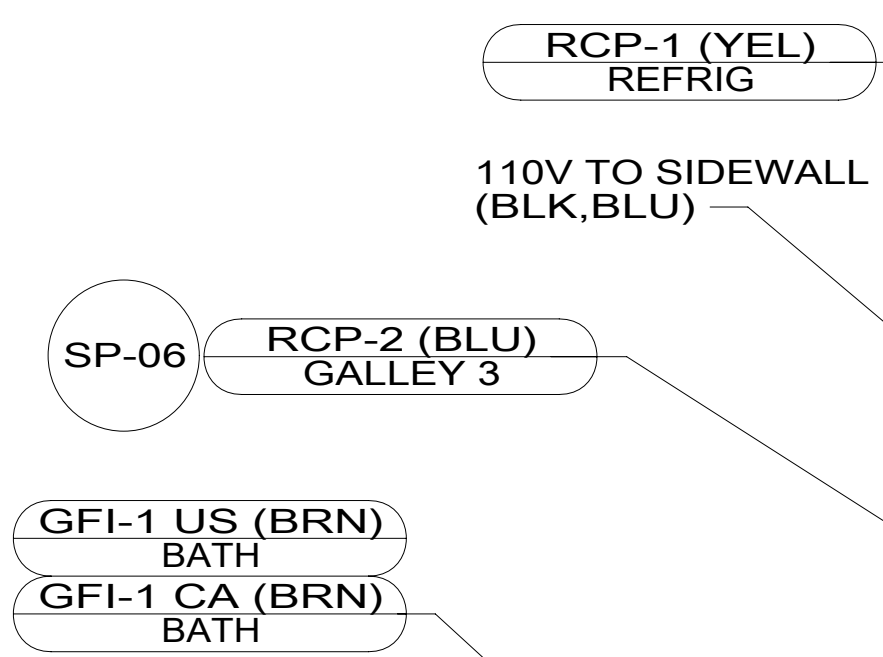 RCP-1 (YEL)
REFRIG
110V TO SIDEWALL
(BLK,BLU)
SP-06
RCP-2 (BLU)
GALLEY 3
GFI-1 US (BRN)
BATH
GFI-1 CA (BRN)
BATH